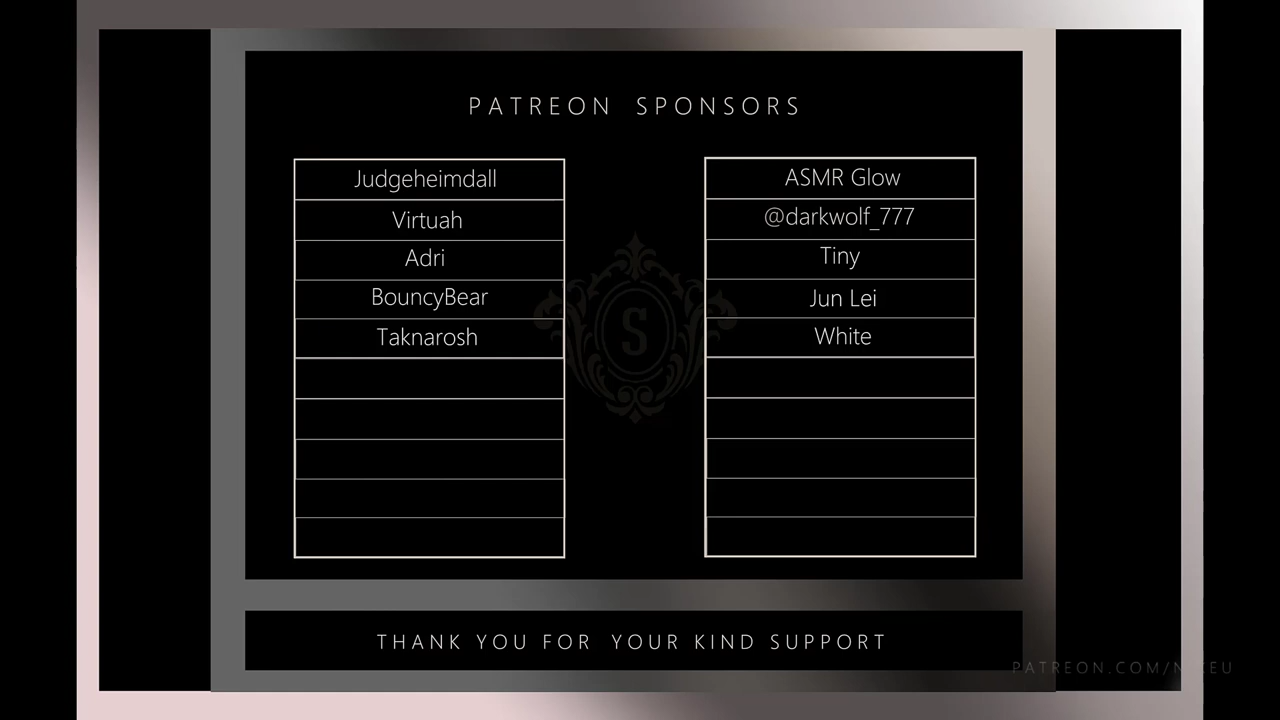 PATREON SPONSORS
Judgeheimdall
Virtuah
Adri
BouncyBear
Taknarosh
ASMR Glow
@darkwolf_777
Tiny
Jun Lei
White
S
THANK YOU FOR YOUR KIND SUPPORT